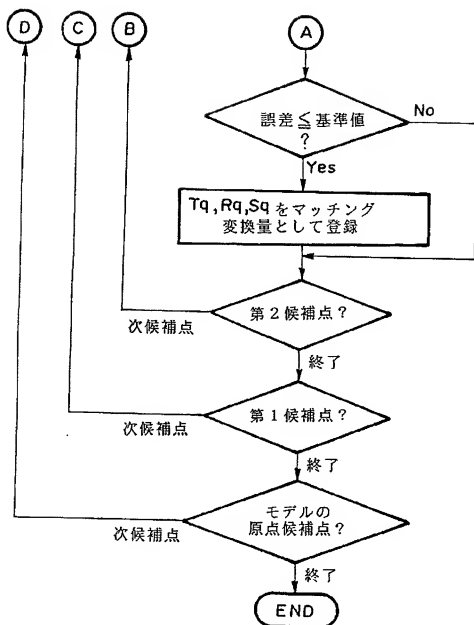 D C B A
誤差≦基準値
?
No
Yes
Tq,Rq,Sqをマッチング
変換量として登録
第2候補点?
次候補点
終了
第1候補点?
次候補点
終了
モデルの
原点候補点?
次候補点
終了
END